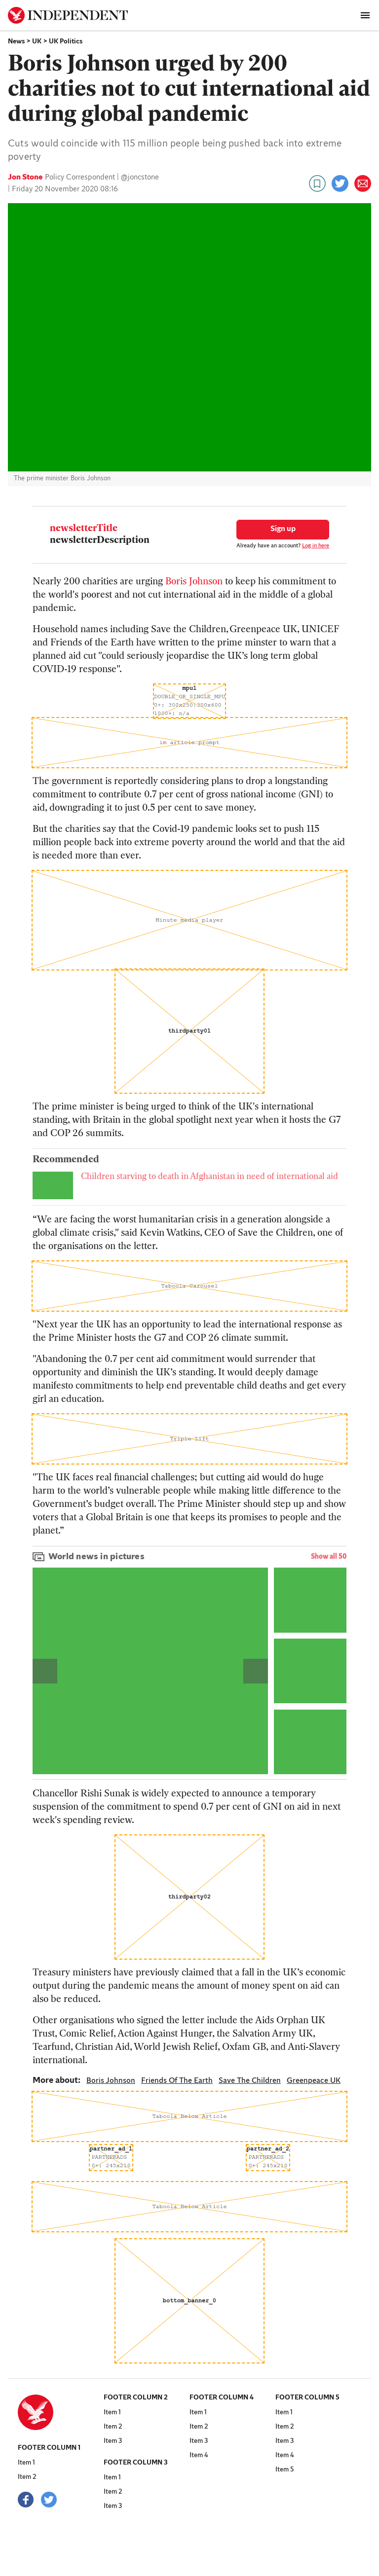 INDEPENDENT
News > UK > UK Politics
Boris Johnson urged by 200
charities not to cut international aid
during global pandemic
Cuts would coincide with 115 million people being pushed back into extreme
poverty
Jon Stone Policy Correspondent | @joncstone
| Friday 20 November 2020 08:16
The prime minister Boris Johnson
newsletterTitle
newsletterDescription
Sign up
Already have an account? Log in here
Nearly 200 charities are urging Boris Johnson to keep his commitment to
the world's poorest and not cut international aid in the middle of a global
pandemic.
Household names including Save the Children, Greenpeace UK, UNICEF
and Friends of the Earth have written to the prime minster to warn that a
planned aid cut "could seriously jeopardise the UK's long term global
COVID-19 response".
mpu1
DOUBLE_OR_SINGLE_MPU
0+: 300x250|300x600
1000+: n/a
im article prompt
The government is reportedly considering plans to drop a longstanding
commitment to contribute 0.7 per cent of gross national income (GNI) to
aid, downgrading it to just 0.5 per cent to save money.
But the charities say that the Covid-19 pandemic looks set to push 115
million people back into extreme poverty around the world and that the aid
is needed more than ever.
Minute media player
thirdparty01
The prime minister is being urged to think of the UK's international
standing, with Britain in the global spotlight next year when it hosts the G7
and COP 26 summits.
Recommended
Children starving to death in Afghanistan in need of international aid
“We are facing the worst humanitarian crisis in a generation alongside a
global climate crisis," said Kevin Watkins, CEO of Save the Children, one of
the organisations on the letter.
Taboola Carousel
"Next year the UK has an opportunity to lead the international response as
the Prime Minister hosts the G7 and COP 26 climate summit.
"Abandoning the 0.7 per cent aid commitment would surrender that
opportunity and diminish the UK's standing. It would deeply damage
manifesto commitments to help end preventable child deaths and get every
girl an education.
Triple lift
"The UK faces real financial challenges; but cutting aid would do huge
harm to the world's vulnerable people while making little difference to the
Government's budget overall. The Prime Minister should step up and show
voters that a Global Britain is one that keeps its promises to people and the
planet.”
World news in pictures
Show all 50
Chancellor Rishi Sunak is widely expected to announce a temporary
suspension of the commitment to spend 0.7 per cent of GNI on aid in next
week's spending review.
thirdparty02
Treasury ministers have previously claimed that a fall in the UK's economic
output during the pandemic means the amount of money spent on aid can
also be reduced.
Other organisations who signed the letter include the Aids Orphan UK
Trust, Comic Relief, Action Against Hunger, the Salvation Army UK,
Tearfund, Christian Aid, World Jewish Relief, Oxfam GB, and Anti-Slavery
international.
More about: Boris Johnson Friends Of The Earth Save The Children Greenpeace UK
Taboola Below Article
partner_ad_1
PARTNERADS
0+: 245x210
partner_ad_2
PARTNERADS
0+: 245x210
Taboola Below Article
bottom_banner_0
FOOTER COLUMN 1
Item 1
Item 2
FOOTER COLUMN 2
Item 1
Item 2
Item 3
FOOTER COLUMN 3
Item 1
Item 2
Item 3
FOOTER COLUMN 4
Item 1
Item 2
Item 3
Item 4
FOOTER COLUMN 5
Item 1
Item 2
Item 3
Item 4
Item 5